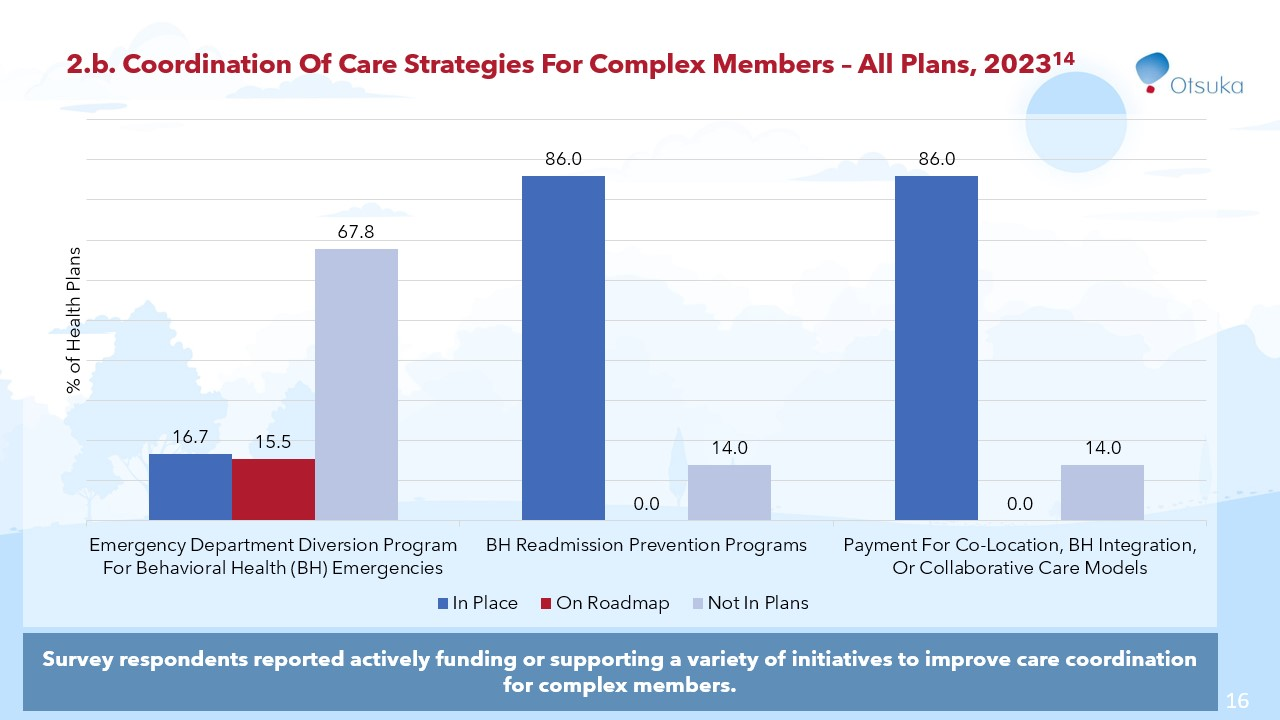 2.b. Coordination Of Care Strategies For Complex Members – All Plans, 2023¹⁴
Otsuka
% of Health Plans
16.7
15.5
67.8
86.0
0.0
14.0
86.0
0.0
14.0
Emergency Department Diversion Program
For Behavioral Health (BH) Emergencies
BH Readmission Prevention Programs
Payment For Co-Location, BH Integration,
Or Collaborative Care Models
In Place
On Roadmap
Not In Plans
Survey respondents reported actively funding or supporting a variety of initiatives to improve care coordination
for complex members.
16